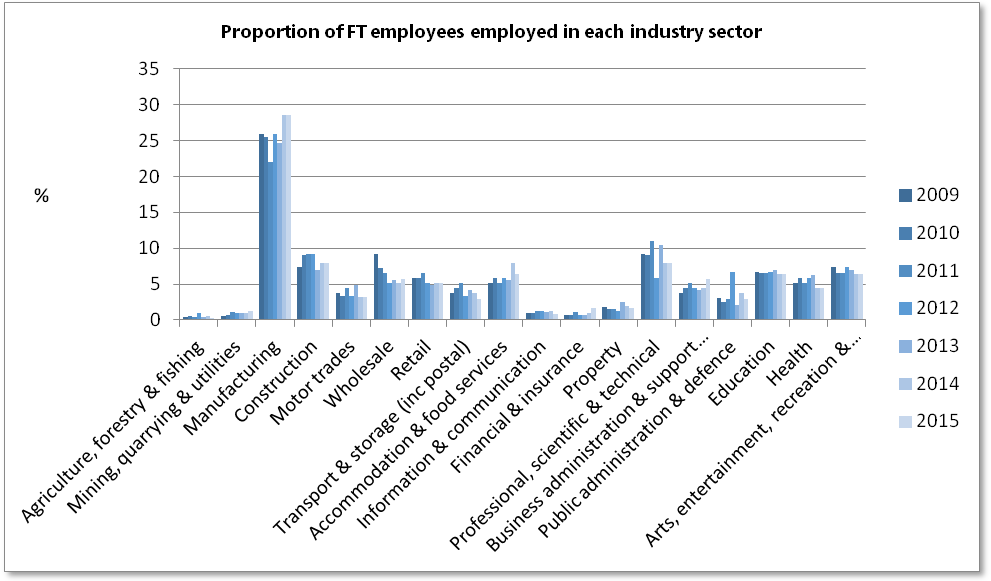 Proportion of FT employees employed in each industry sector
35
30
25
20
15
10
5
0
%
Agriculture, forestry & fishing
Mining, quarrying & utilities
Manufacturing
Construction
Motor trades
Wholesale
Retail
Transport & storage (inc postal)
Accommodation & food services
Information & communication
Financial & insurance
Property
Professional, scientific & technical
Business administration & support...
Public administration & defence
Education
Health
Arts, entertainment, recreation &...
2009
2010
2011
2012
2013
2014
2015